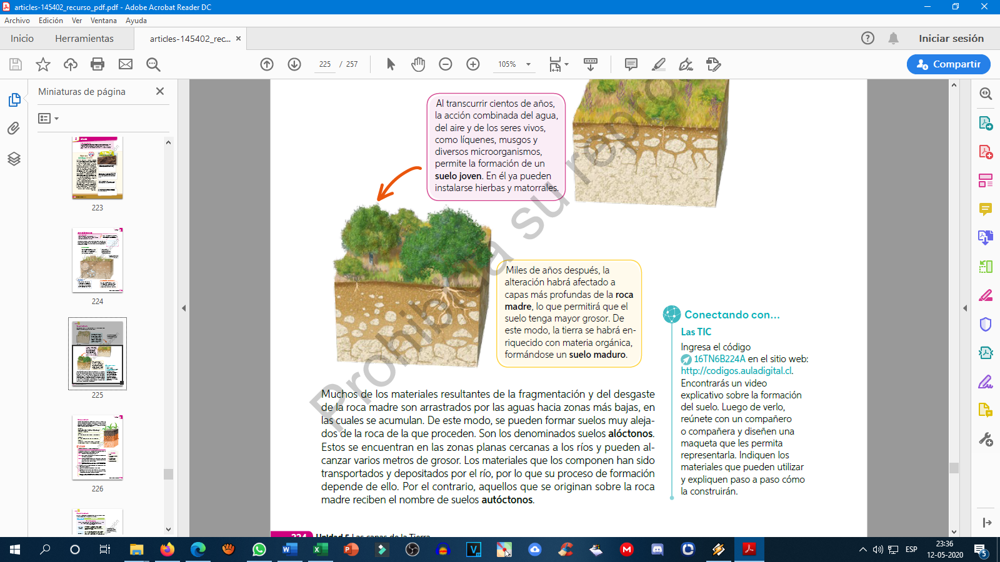 articles-145402_recurso_pdf.pdf - Adobe Acrobat Reader DC
Archivo Edición Ver Ventana Ayuda
Inicio Herramientas articles-145402_rec... Iniciar sesión
225 / 257 105% Compartir
Miniaturas de página
223
224
225
226
Al transcurrir cientos de años,
la acción combinada del agua,
del aire y de los seres vivos,
como líquenes, musgos y
diversos microorganismos,
permite la formación de un
suelo joven. En él ya pueden
instalarse hierbas y matorrales.
Miles de años después, la
alteración habrá afectado a
capas más profundas de la roca
madre, lo que permitirá que el
suelo tenga mayor grosor. De
este modo, la tierra se habrá en-
riquecido con materia orgánica,
formándose un suelo maduro.
Conectando con...
Las TIC
Ingresa el código
16TN6B224A en el sitio web:
http://codigos.auladigital.cl.
Encontrarás un video
explicativo sobre la formación
del suelo. Luego de verlo,
reúnete con un compañero
o compañera y diseñen una
maqueta que les permita
representarla. Indiquen los
materiales que pueden utilizar
y expliquen paso a paso cómo
la construirán.
Muchos de los materiales resultantes de la fragmentación y del desgaste
de la roca madre son arrastrados por las aguas hacia zonas más bajas, en
las cuales se acumulan. De este modo, se pueden formar suelos muy aleja-
dos de la roca de la que proceden. Son los denominados suelos alóctonos.
Estos se encuentran en las zonas planas cercanas a los ríos y pueden al-
canzar varios metros de grosor. Los materiales que los componen han sido
transportados y depositados por el río, por lo que su proceso de formación
depende de ello. Por el contrario, aquellos que se originan sobre la roca
madre reciben el nombre de suelos autóctonos.
Prohibida su repro
224 Unidad 5 Las capas de la Tierra
ESP 23:36
12-05-2020 5